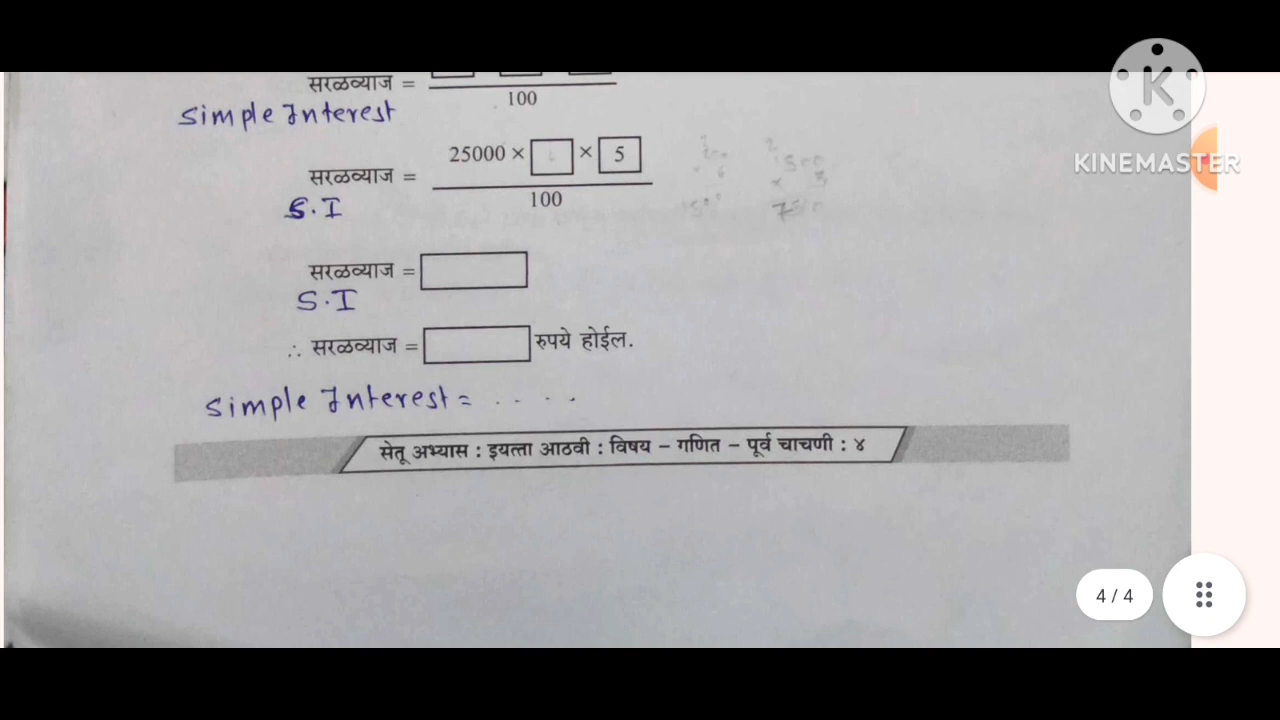 सरळव्याज =
100
Simple Interest
25000 × × 5
सरळव्याज =
100
S.I
सरळव्याज =
S.I
∴ सरळव्याज = रुपये होईल.
Simple Interest = . . . .
सेतू अभ्यास : इयत्ता आठवी : विषय – गणित – पूर्व चाचणी : ४
K
KINEMASTER
4 / 4